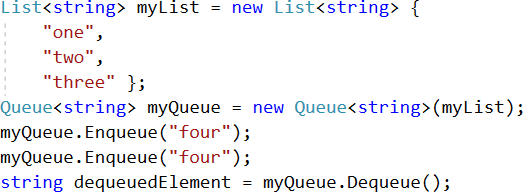 List<string> myList = new List<string> {
"one",
"two",
"three" };
Queue<string> myQueue = new Queue<string>(myList);
myQueue.Enqueue("four");
myQueue.Enqueue("four");
string dequeuedElement = myQueue.Dequeue();